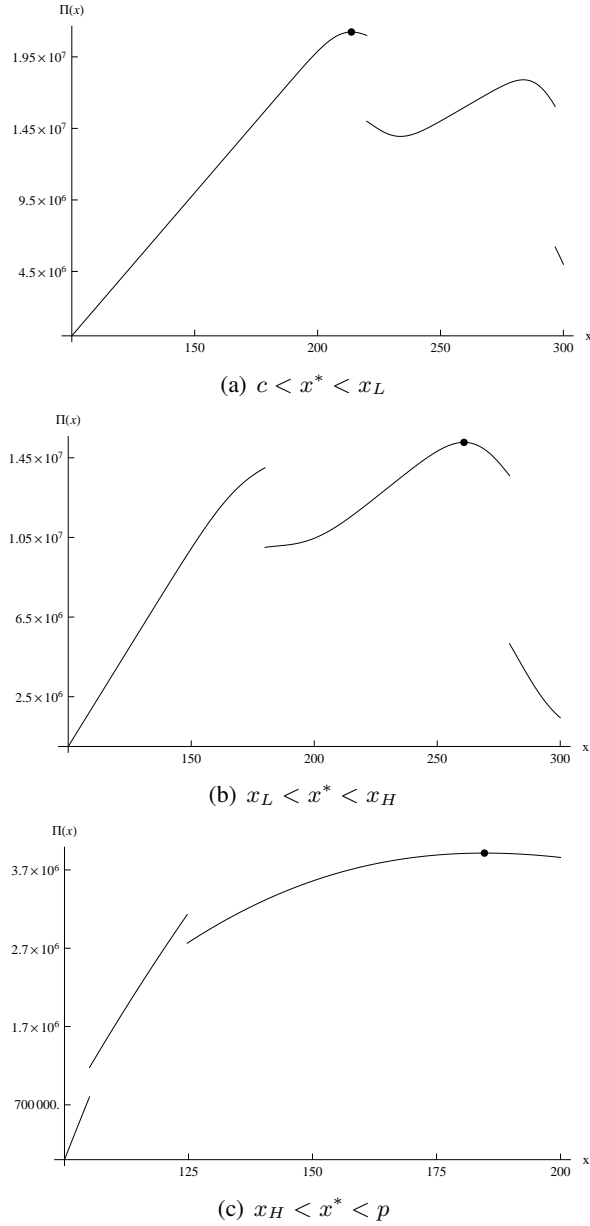 Π(x)
1.95×10⁷
1.45×10⁷
9.5×10⁶
4.5×10⁶
150 200 250 300 x
(a) c < x* < x_L
Π(x)
1.45×10⁷
1.05×10⁷
6.5×10⁶
2.5×10⁶
150 200 250 300 x
(b) x_L < x* < x_H
Π(x)
3.7×10⁶
2.7×10⁶
1.7×10⁶
700 000.
125 150 175 200 x
(c) x_H < x* < p